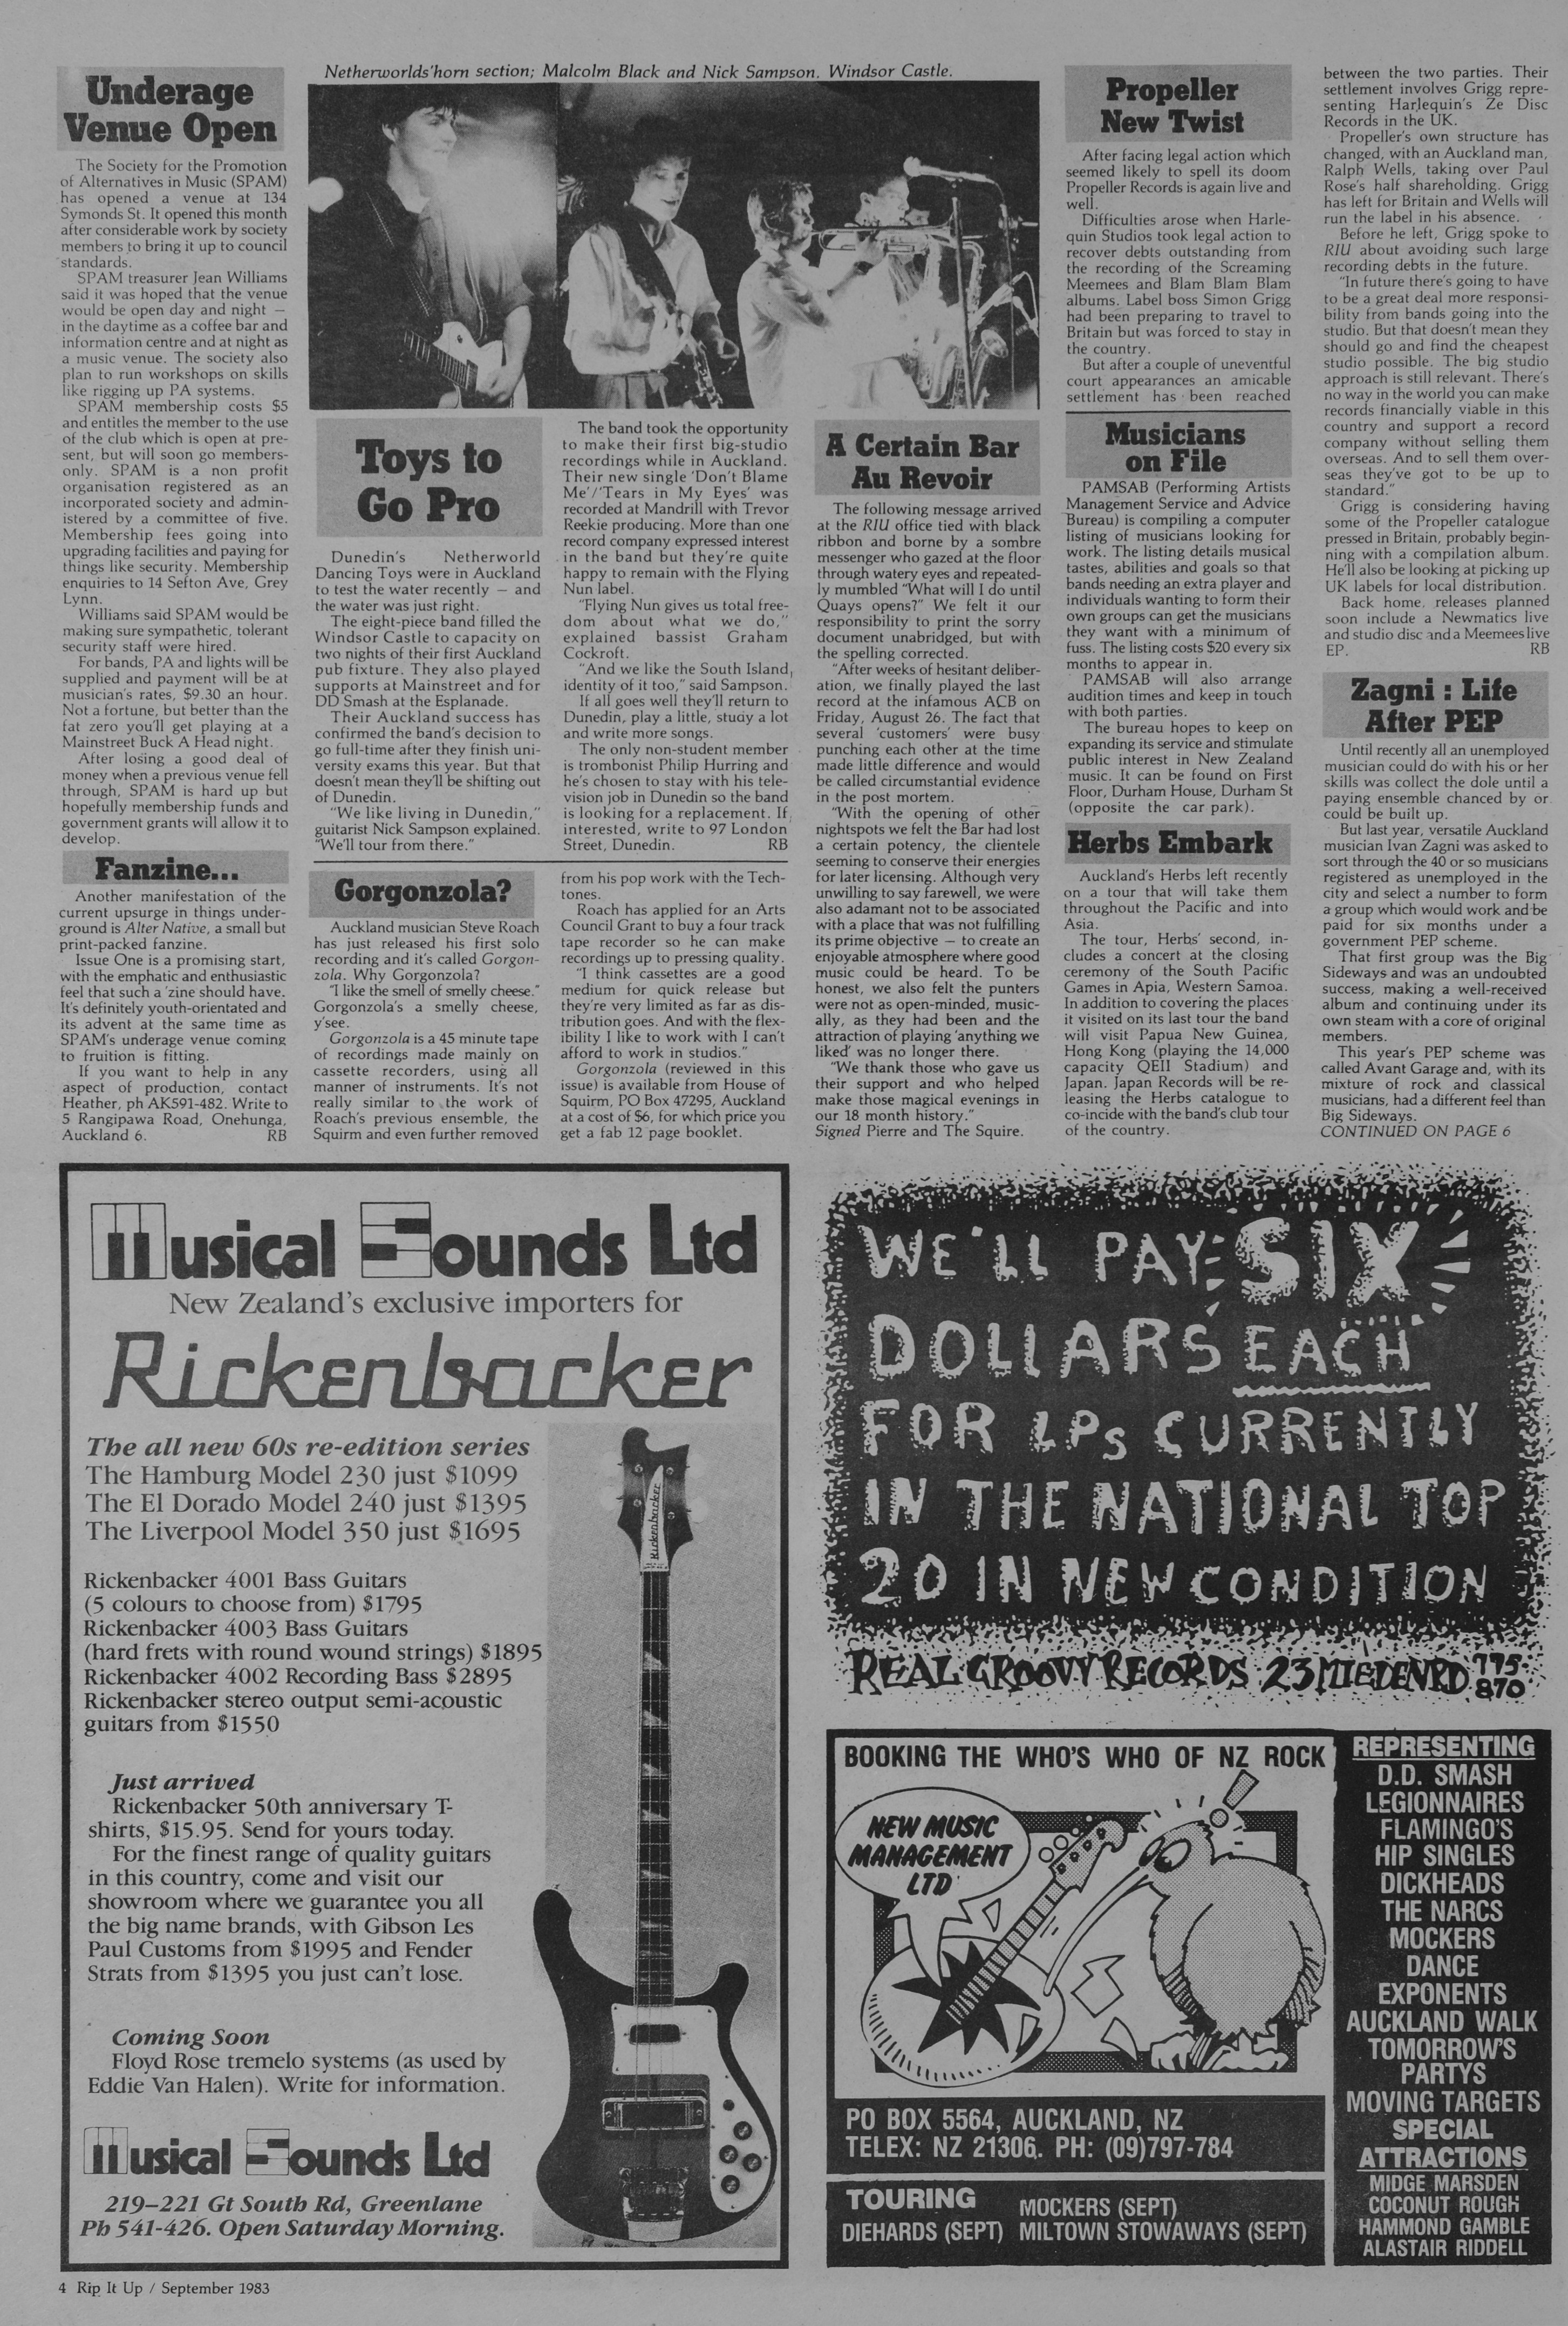 Underage
Venue Open
The Society for the Promotion
of Alternatives in Music (SPAM)
has opened a venue at 134
Symonds St. It opened this month
after considerable work by society
members to bring it up to council
standards.
SPAM treasurer Jean Williams
said it was hoped that the venue
would be open day and night —
in the daytime as a coffee bar and
information centre and at night as
a music venue. The society also
plan to run workshops on skills
like rigging up PA systems.
SPAM membership costs $5
and entitles the member to the use
of the club which is open at pre-
sent, but will soon go members-
only. SPAM is a non profit
organisation registered as an
incorporated society and admin-
istered by a committee of five.
Membership fees going into
upgrading facilities and paying for
things like security. Membership
enquiries to 14 Sefton Ave, Grey
Lynn.
Williams said SPAM would be
making sure sympathetic, tolerant
security staff were hired.
For bands, PA and lights will be
supplied and payment will be at
musician's rates, $9.30 an hour.
Not a fortune, but better than the
fat zero you'll get playing at a
Mainstreet Buck A Head night.
After losing a good deal of
money when a previous venue fell
through, SPAM is hard up but
hopefully membership funds and
government grants will allow it to
develop.
Fanzine...
Another manifestation of the
current upsurge in things under-
ground is Alter Native, a small but
print-packed fanzine.
Issue One is a promising start,
with the emphatic and enthusiastic
feel that such a 'zine should have.
It's definitely youth-orientated and
its advent at the same time as
SPAM's underage venue coming
to fruition is fitting.
If you want to help in any
aspect of production, contact
Heather, ph AK591-482. Write to
5 Rangipawa Road, Onehunga,
Auckland 6. RB
Netherworlds'horn section; Malcolm Black and Nick Sampson. Windsor Castle.
Toys to
Go Pro
Dunedin's Netherworld
Dancing Toys were in Auckland
to test the water recently — and
the water was just right.
The eight-piece band filled the
Windsor Castle to capacity on
two nights of their first Auckland
pub fixture. They also played
supports at Mainstreet and for
DD Smash at the Esplanade.
Their Auckland success has
confirmed the band's decision to
go full-time after they finish uni-
versity exams this year. But that
doesn't mean they'll be shifting out
of Dunedin.
"We like living in Dunedin,"
guitarist Nick Sampson explained.
"We'll tour from there."
The band took the opportunity
to make their first big-studio
recordings while in Auckland.
Their new single 'Don't Blame
Me'/'Tears in My Eyes' was
recorded at Mandrill with Trevor
Reekie producing. More than one
record company expressed interest
in the band but they're quite
happy to remain with the Flying
Nun label.
"Flying Nun gives us total free-
dom about what we do,"
explained bassist Graham
Cockroft.
"And we like the South Island,
identity of it too," said Sampson.
If all goes well they'll return to
Dunedin, play a little, study a lot
and write more songs.
The only non-student member
is trombonist Philip Hurring and
he's chosen to stay with his tele-
vision job in Dunedin so the band
is looking for a replacement. If
interested, write to 97 London
Street, Dunedin. RB
Gorgonzola?
Auckland musician Steve Roach
has just released his first solo
recording and it's called Gorgon-
zola. Why Gorgonzola?
"I like the smell of smelly cheese."
Gorgonzola's a smelly cheese,
y'see.
Gorgonzola is a 45 minute tape
of recordings made mainly on
cassette recorders, using all
manner of instruments. It's not
really similar to the work of
Roach's previous ensemble, the
Squirm and even further removed
from his pop work with the Tech-
tones.
Roach has applied for an Arts
Council Grant to buy a four track
tape recorder so he can make
recordings up to pressing quality.
"I think cassettes are a good
medium for quick release but
they're very limited as far as dis-
tribution goes. And with the flex-
ibility I like to work with I can't
afford to work in studios."
Gorgonzola (reviewed in this
issue) is available from House of
Squirm, PO Box 47295, Auckland
at a cost of $6, for which price you
get a fab 12 page booklet.
A Certain Bar
Au Revoir
The following message arrived
at the RIU office tied with black
ribbon and borne by a sombre
messenger who gazed at the floor
through watery eyes and repeated-
ly mumbled "What will I do until
Quays opens?" We felt it our
responsibility to print the sorry
document unabridged, but with
the spelling corrected.
"After weeks of hesitant deliber-
ation, we finally played the last
record at the infamous ACB on
Friday, August 26. The fact that
several 'customers' were busy
punching each other at the time
made little difference and would
be called circumstantial evidence
in the post mortem.
"With the opening of other
nightspots we felt the Bar had lost
a certain potency, the clientele
seeming to conserve their energies
for later licensing. Although very
unwilling to say farewell, we were
also adamant not to be associated
with a place that was not fulfilling
its prime objective — to create an
enjoyable atmosphere where good
music could be heard. To be
honest, we also felt the punters
were not as open-minded, music-
ally, as they had been and the
attraction of playing 'anything we
liked' was no longer there.
"We thank those who gave us
their support and who helped
make those magical evenings in
our 18 month history."
Signed Pierre and The Squire.
Propeller
New Twist
After facing legal action which
seemed likely to spell its doom
Propeller Records is again live and
well.
Difficulties arose when Harle-
quin Studios took legal action to
recover debts outstanding from
the recording of the Screaming
Meemees and Blam Blam Blam
albums. Label boss Simon Grigg
had been preparing to travel to
Britain but was forced to stay in
the country.
But after a couple of uneventful
court appearances an amicable
settlement has been reached
between the two parties. Their
settlement involves Grigg repre-
senting Harlequin's Ze Disc
Records in the UK.
Propeller's own structure has
changed, with an Auckland man,
Ralph Wells, taking over Paul
Rose's half shareholding. Grigg
has left for Britain and Wells will
run the label in his absence.
Before he left, Grigg spoke to
RIU about avoiding such large
recording debts in the future.
"In future there's going to have
to be a great deal more responsi-
bility from bands going into the
studio. But that doesn't mean they
should go and find the cheapest
studio possible. The big studio
approach is still relevant. There's
no way in the world you can make
records financially viable in this
country and support a record
company without selling them
overseas. And to sell them over-
seas they've got to be up to
standard."
Grigg is considering having
some of the Propeller catalogue
pressed in Britain, probably begin-
ning with a compilation album.
He'll also be looking at picking up
UK labels for local distribution.
Back home, releases planned
soon include a Newmatics live
and studio disc and a Meemees live
EP. RB
Musicians
on File
PAMSAB (Performing Artists
Management Service and Advice
Bureau) is compiling a computer
listing of musicians looking for
work. The listing details musical
tastes, abilities and goals so that
bands needing an extra player and
individuals wanting to form their
own groups can get the musicians
they want with a minimum of
fuss. The listing costs $20 every six
months to appear in.
PAMSAB will also arrange
audition times and keep in touch
with both parties.
The bureau hopes to keep on
expanding its service and stimulate
public interest in New Zealand
music. It can be found on First
Floor, Durham House, Durham St
(opposite the car park).
Herbs Embark
Auckland's Herbs left recently
on a tour that will take them
throughout the Pacific and into
Asia.
The tour, Herbs' second, in-
cludes a concert at the closing
ceremony of the South Pacific
Games in Apia, Western Samoa.
In addition to covering the places
it visited on its last tour the band
will visit Papua New Guinea,
Hong Kong (playing the 14,000
capacity QEII Stadium) and
Japan. Japan Records will be re-
leasing the Herbs catalogue to
co-incide with the band's club tour
of the country.
Zagni : Life
After PEP
Until recently all an unemployed
musician could do with his or her
skills was collect the dole until a
paying ensemble chanced by or
could be built up.
But last year, versatile Auckland
musician Ivan Zagni was asked to
sort through the 40 or so musicians
registered as unemployed in the
city and select a number to form
a group which would work and be
paid for six months under a
government PEP scheme.
That first group was the Big
Sideways and was an undoubted
success, making a well-received
album and continuing under its
own steam with a core of original
members.
This year's PEP scheme was
called Avant Garage and, with its
mixture of rock and classical
musicians, had a different feel than
Big Sideways.
CONTINUED ON PAGE 6
Musical Sounds Ltd
New Zealand's exclusive importers for
Rickenbacker
The all new 60s re-edition series
The Hamburg Model 230 just $1099
The El Dorado Model 240 just $1395
The Liverpool Model 350 just $1695
Rickenbacker 4001 Bass Guitars
(5 colours to choose from) $1795
Rickenbacker 4003 Bass Guitars
(hard frets with round wound strings) $1895
Rickenbacker 4002 Recording Bass $2895
Rickenbacker stereo output semi-acoustic
guitars from $1550
Just arrived
Rickenbacker 50th anniversary T-
shirts, $15.95. Send for yours today.
For the finest range of quality guitars
in this country, come and visit our
showroom where we guarantee you all
the big name brands, with Gibson Les
Paul Customs from $1995 and Fender
Strats from $1395 you just can't lose.
Coming Soon
Floyd Rose tremelo systems (as used by
Eddie Van Halen). Write for information.
Musical Sounds Ltd
219–221 Gt South Rd, Greenlane
Ph 541-426. Open Saturday Morning.
Rickenbacker
WE'LL PAY SIX
DOLLARS EACH
FOR LPs CURRENTLY
IN THE NATIONAL TOP
20 IN NEW CONDITION
REAL GROOVY RECORDS 23 MT EDEN RD 775-
870
BOOKING THE WHO'S WHO OF NZ ROCK
NEW MUSIC
MANAGEMENT
LTD
PO BOX 5564, AUCKLAND, NZ
TELEX: NZ 21306. PH: (09)797-784
TOURING MOCKERS (SEPT)
DIEHARDS (SEPT) MILTOWN STOWAWAYS (SEPT)
REPRESENTING
D.D. SMASH
LEGIONNAIRES
FLAMINGO'S
HIP SINGLES
DICKHEADS
THE NARCS
MOCKERS
DANCE
EXPONENTS
AUCKLAND WALK
TOMORROW'S
PARTYS
MOVING TARGETS
SPECIAL
ATTRACTIONS
MIDGE MARSDEN
COCONUT ROUGH
HAMMOND GAMBLE
ALASTAIR RIDDELL
4 Rip It Up / September 1983